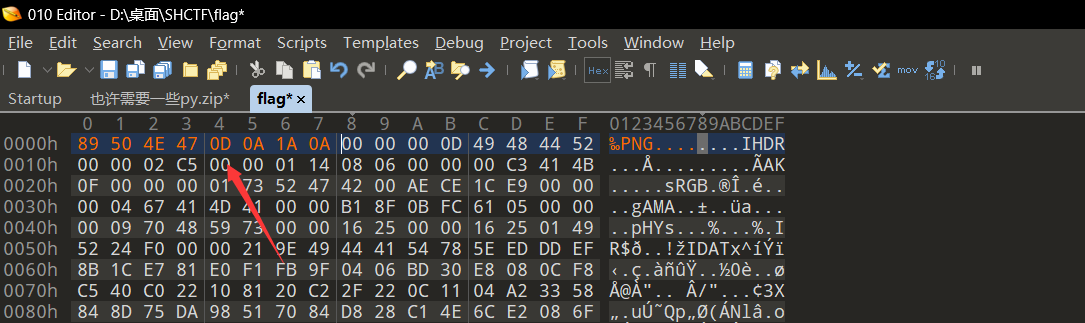 010 Editor - D:\桌面\SHCTF\flag*
File Edit Search View Format Scripts Templates Debug Project Tools Window Help
Hex
mov
Startup 也许需要一些py.zip* flag* ×
0 1 2 3 4 5 6 7 8 9 A B C D E F 0123456789ABCDEF
0000h 89 50 4E 47 0D 0A 1A 0A 00 00 00 0D 49 48 44 52 ‰PNG........IHDR
0010h 00 00 02 C5 00 00 01 14 08 06 00 00 00 C3 41 4B ...Å.........ÃAK
0020h 0F 00 00 00 01 73 52 47 42 00 AE CE 1C E9 00 00 .....sRGB.®Î.é..
0030h 00 04 67 41 4D 41 00 00 B1 8F 0B FC 61 05 00 00 ..gAMA..±..üa...
0040h 00 09 70 48 59 73 00 00 16 25 00 00 16 25 01 49 ..pHYs...%...%.I
0050h 52 24 F0 00 00 21 9E 49 44 41 54 78 5E ED DD EF R$ð..!žIDATx^íÝï
0060h 8B 1C E7 81 E0 F1 FB 9F 04 06 BD 30 E8 08 0C F8 ‹.ç.àñûŸ..½0è..ø
0070h C5 40 C0 22 10 81 20 C2 2F 22 0C 11 04 A2 33 58 Å@À".. Â/"...¢3X
0080h 84 8D 75 DA 98 51 70 84 D8 28 C1 4E 6C E2 08 6F „.uÚ˜Qp„Ø(ÁNlâ.o